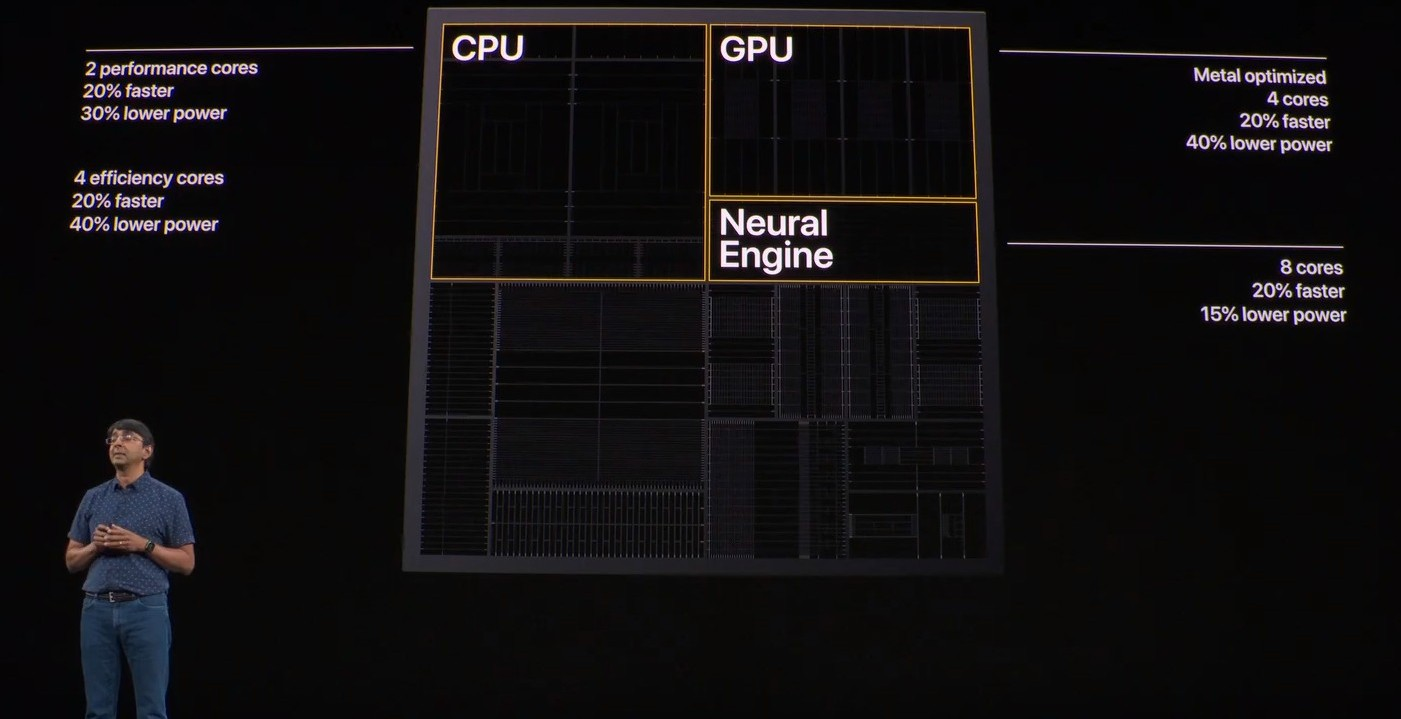 CPU
2 performance cores
20% faster
30% lower power
4 efficiency cores
20% faster
40% lower power
GPU
Metal optimized
4 cores
20% faster
40% lower power
Neural
Engine
8 cores
20% faster
15% lower power